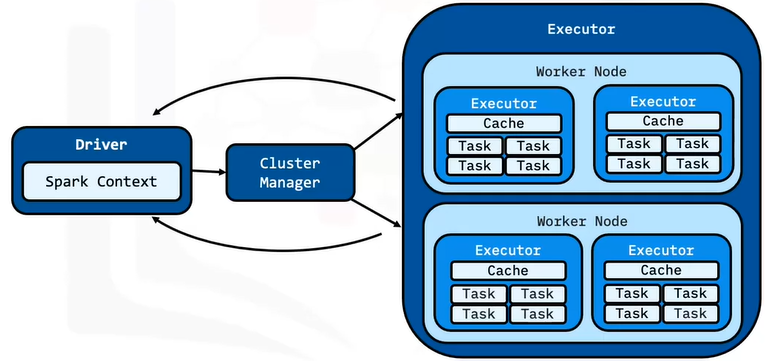 Driver
Spark Context
Cluster
Manager
Executor
Worker Node
Executor
Cache
Task Task
Task Task
Executor
Cache
Task Task
Task Task
Worker Node
Executor
Cache
Task Task
Task Task
Executor
Cache
Task Task
Task Task